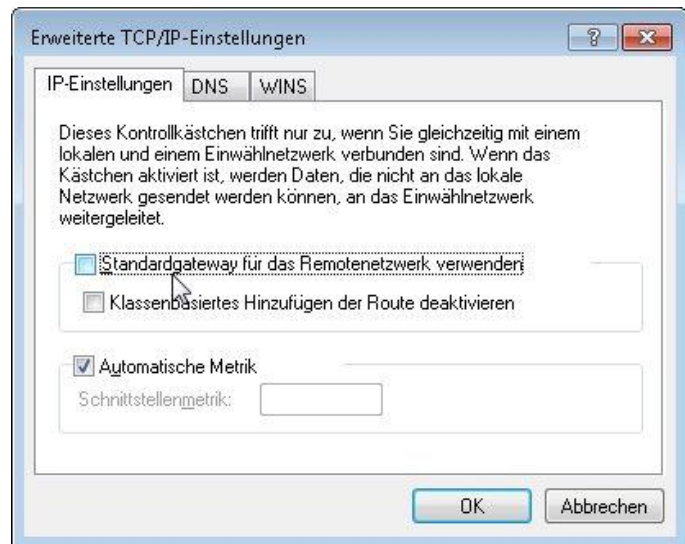 Erweiterte TCP/IP-Einstellungen
IP-Einstellungen DNS WINS
Dieses Kontrollkästchen trifft nur zu, wenn Sie gleichzeitig mit einem
lokalen und einem Einwählnetzwerk verbunden sind. Wenn das
Kästchen aktiviert ist, werden Daten, die nicht an das lokale
Netzwerk gesendet werden können, an das Einwählnetzwerk
weitergeleitet.
Standardgateway für das Remotenetzwerk verwenden
Klassenbasiertes Hinzufügen der Route deaktivieren
Automatische Metrik
Schnittstellenmetrik:
OK Abbrechen